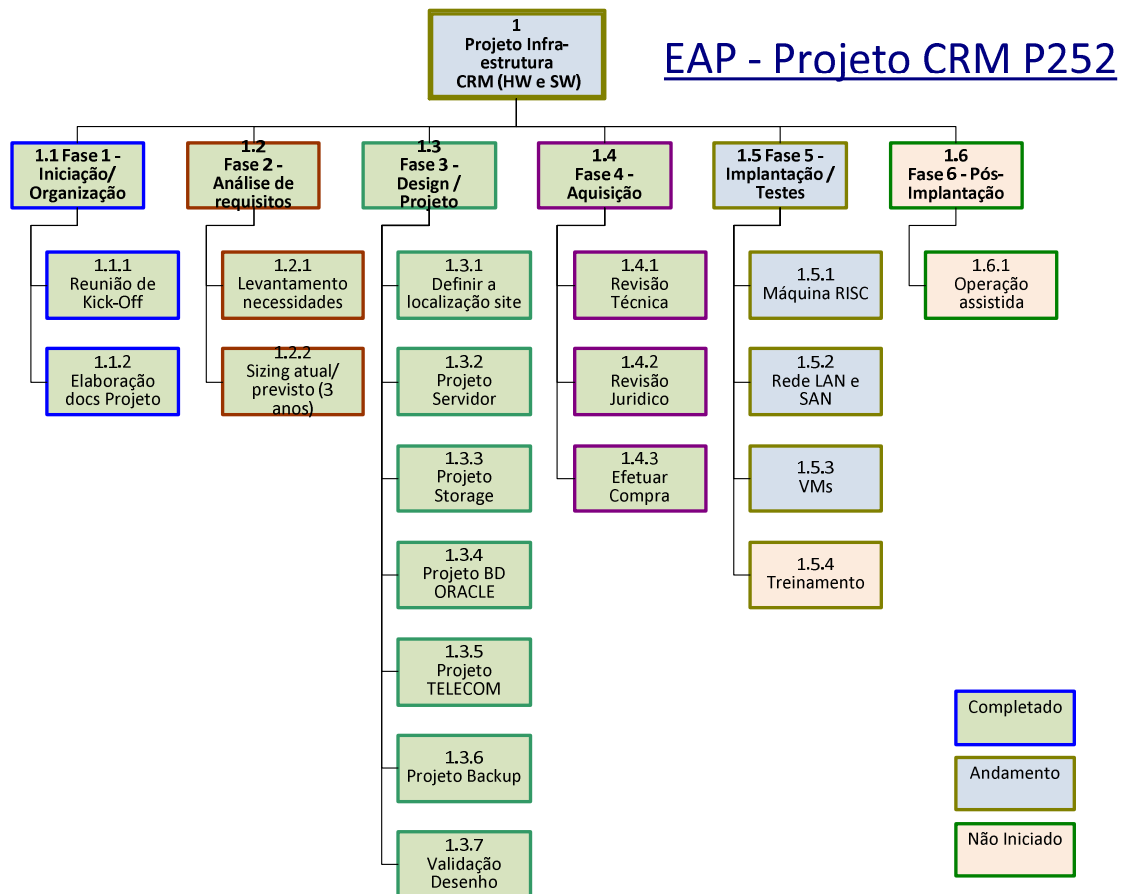 1
Projeto Infra-
estrutura
CRM (HW e SW)
EAP - Projeto CRM P252
1.1 Fase 1 -
Iniciação/
Organização
1.2
Fase 2 -
Análise de
requisitos
1.3
Fase 3 -
Design /
Projeto
1.4
Fase 4 -
Aquisição
1.5 Fase 5 -
Implantação /
Testes
1.6
Fase 6 - Pós-
Implantação
1.1.1
Reunião de
Kick-Off
1.1.2
Elaboração
docs Projeto
1.2.1
Levantamento
necessidades
1.2.2
Sizing atual/
previsto (3
anos)
1.3.1
Definir a
localização site
1.3.2
Projeto
Servidor
1.3.3
Projeto
Storage
1.3.4
Projeto BD
ORACLE
1.3.5
Projeto
TELECOM
1.3.6
Projeto Backup
1.3.7
Validação
Desenho
1.4.1
Revisão
Técnica
1.4.2
Revisão
Juridico
1.4.3
Efetuar
Compra
1.5.1
Máquina RISC
1.5.2
Rede LAN e
SAN
1.5.3
VMs
1.5.4
Treinamento
1.6.1
Operação
assistida
Completado
Andamento
Não Iniciado